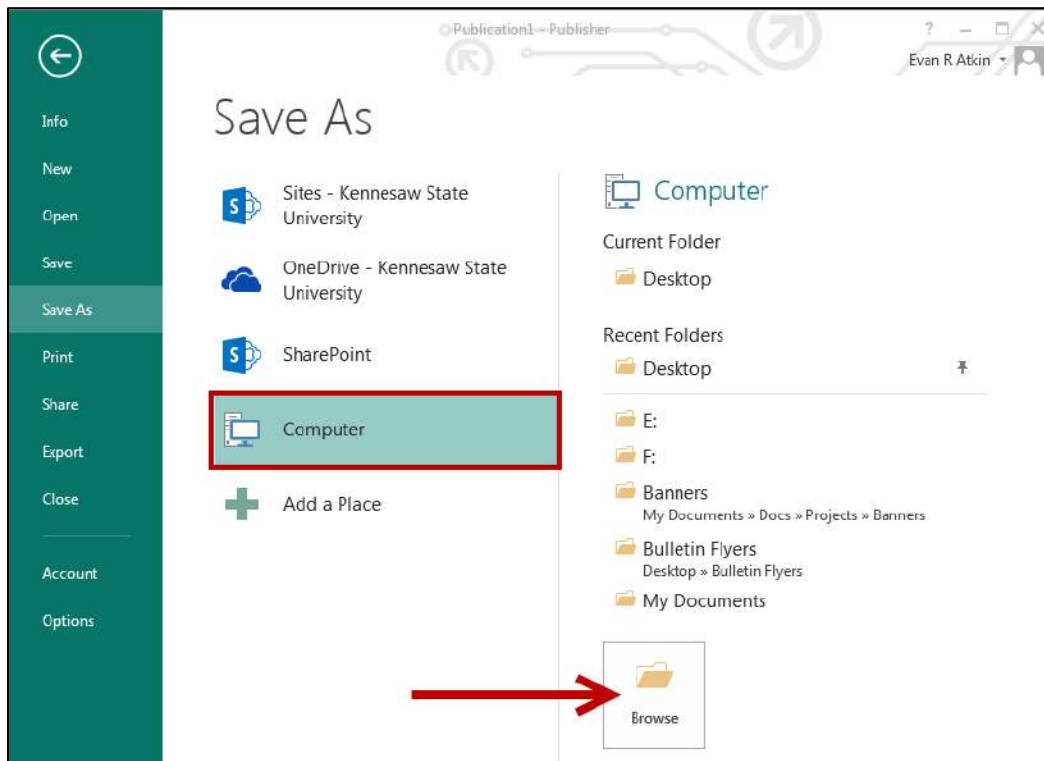 Publication1 - Publisher
?
Evan R Atkin
Info
New
Open
Save
Save As
Print
Share
Export
Close
Account
Options
Save As
Sites - Kennesaw State
University
OneDrive - Kennesaw State
University
SharePoint
Computer
Add a Place
Computer
Current Folder
Desktop
Recent Folders
Desktop
E:
F:
Banners
My Documents » Docs » Projects » Banners
Bulletin Flyers
Desktop » Bulletin Flyers
My Documents
Browse